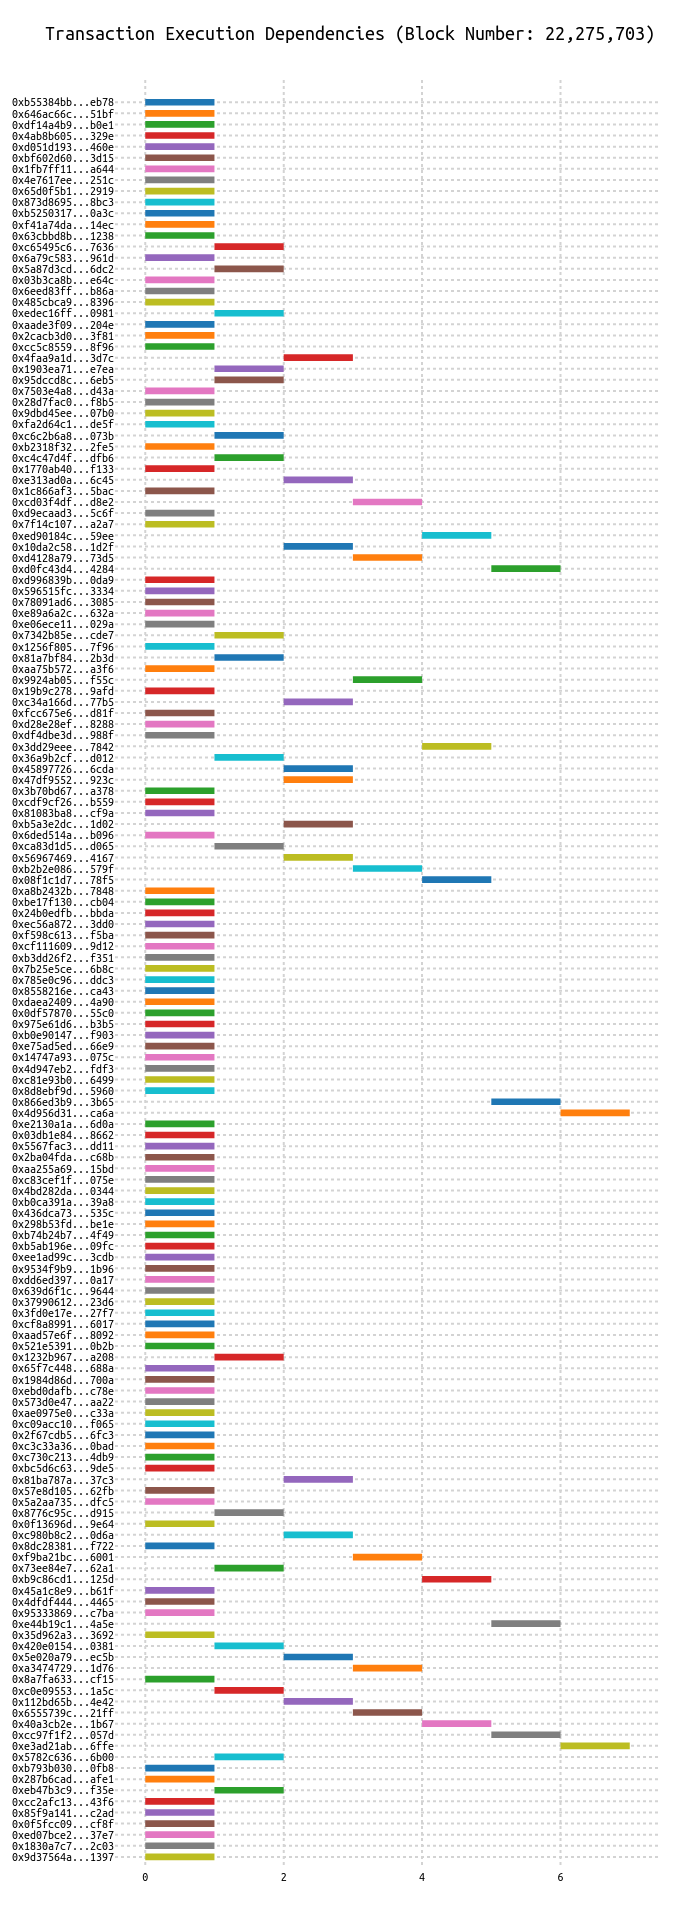 Transaction Execution Dependencies (Block Number: 22,275,703)
0xb55384bb...eb78
0x646ac66c...51bf
0xdf14a4b9...b0e1
0x4ab8b605...329e
0xd051d193...460e
0xbf602d60...3d15
0x1fb7ff11...a644
0x4e7617ee...251c
0x65d0f5b1...2919
0x873d8695...8bc3
0xb5250317...0a3c
0xf41a74da...14ec
0x63cbbd8b...1238
0xc65495c6...7636
0x6a79c583...961d
0x5a87d3cd...6dc2
0x03b3ca8b...e64c
0x6eed83ff...b86a
0x485cbca9...8396
0xedec16ff...0981
0xaade3f09...204e
0x2cacb3d0...3f81
0xcc5c8559...8f96
0x4faa9a1d...3d7c
0x1903ea71...e7ea
0x95dccd8c...6eb5
0x7503e4a8...d43a
0x28d7fac0...f8b5
0x9dbd45ee...07b0
0xfa2d64c1...de5f
0xc6c2b6a8...073b
0xb2318f32...2fe5
0xc4c47d4f...dfb6
0x1770ab40...f133
0xe313ad0a...6c45
0x1c866af3...5bac
0xcd03f4df...d8e2
0xd9ecaad3...5c6f
0x7f14c107...a2a7
0xed90184c...59ee
0x10da2c58...1d2f
0xd4128a79...73d5
0xd0fc43d4...4284
0xd996839b...0da9
0x596515fc...3334
0x78091ad6...3085
0xe89a6a2c...632a
0xe06ece11...029a
0x7342b85e...cde7
0x1256f805...7f96
0x81a7bf84...2b3d
0xaa75b572...a3f6
0x9924ab05...f55c
0x19b9c278...9afd
0xc34a166d...77b5
0xfcc675e6...d81f
0xd28e28ef...8288
0xdf4dbe3d...988f
0x3dd29eee...7842
0x36a9b2cf...d012
0x45897726...6cda
0x47df9552...923c
0x3b70bd67...a378
0xcdf9cf26...b559
0x81083ba8...cf9a
0xb5a3e2dc...1d02
0x6ded514a...b096
0xca83d1d5...d065
0x56967469...4167
0xb2b2e086...579f
0x08f1c1d7...78f5
0xa8b2432b...7848
0xbe17f130...cb04
0x24b0edfb...bbda
0xec56a872...3dd0
0xf598c613...f5ba
0xcf111609...9d12
0xb3dd26f2...f351
0x7b25e5ce...6b8c
0x785e0c96...ddc3
0x8558216e...ca43
0xdaea2409...4a90
0x0df57870...55c0
0x975e61d6...b3b5
0xb0e90147...f903
0xe75ad5ed...66e9
0x14747a93...075c
0x4d947eb2...fdf3
0xc81e93b0...6499
0x8d8ebf9d...5960
0x866ed3b9...3b65
0x4d956d31...ca6a
0xe2130a1a...6d0a
0x03db1e84...8662
0x5567fac3...dd11
0x2ba04fda...c68b
0xaa255a69...15bd
0xc83cef1f...075e
0x4bd282da...0344
0xb0ca391a...39a8
0x436dca73...535c
0x298b53fd...be1e
0xb74b24b7...4f49
0xb5ab196e...09fc
0xee1ad99c...3cdb
0x9534f9b9...1b96
0xdd6ed397...0a17
0x639d6f1c...9644
0x37990612...23d6
0x3fd0e17e...27f7
0xcf8a8991...6017
0xaad57e6f...8092
0x521e5391...0b2b
0x1232b967...a208
0x65f7c448...688a
0x1984d86d...700a
0xebd0dafb...c78e
0x573d0e47...aa22
0xae0975e0...c33a
0xc09acc10...f065
0x2f67cdb5...6fc3
0xc3c33a36...0bad
0xc730c213...4db9
0xbc5d6c63...9de5
0x81ba787a...37c3
0x57e8d105...62fb
0x5a2aa735...dfc5
0x8776c95c...d915
0x0f13696d...9e64
0xc980b8c2...0d6a
0x8dc28381...f722
0xf9ba21bc...6001
0x73ee84e7...62a1
0xb9c86cd1...125d
0x45a1c8e9...b61f
0x4dfdf444...4465
0x95333869...c7ba
0xe44b19c1...4a5e
0x35d962a3...3692
0x420e0154...0381
0x5e020a79...ec5b
0xa3474729...1d76
0x8a7fa633...cf15
0xc0e09553...1a5c
0x112bd65b...4e42
0x6555739c...21ff
0x40a3cb2e...1b67
0xcc97f1f2...057d
0xe3ad21ab...6ffe
0x5782c636...6b00
0xb793b030...0fb8
0x287b6cad...afe1
0xeb47b3c9...f35e
0xcc2afc13...43f6
0x85f9a141...c2ad
0x0f5fcc09...cf8f
0xed07bce2...37e7
0x1830a7c7...2c03
0x9d37564a...1397
0 2 4 6